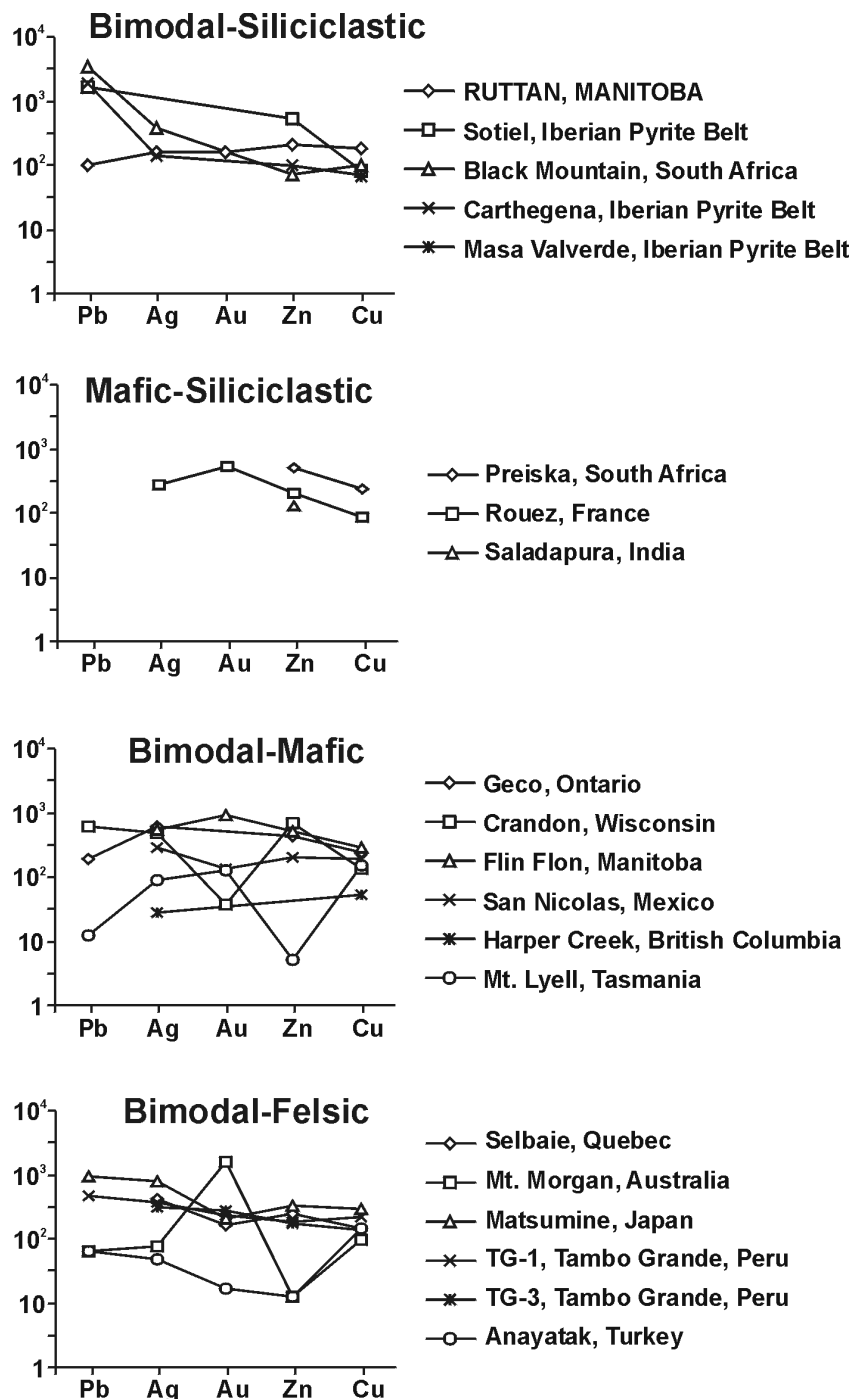 Bimodal-Siliciclastic
10⁴
10³
10²
10
1
Pb Ag Au Zn Cu
RUTTAN, MANITOBA
Sotiel, Iberian Pyrite Belt
Black Mountain, South Africa
Carthegena, Iberian Pyrite Belt
Masa Valverde, Iberian Pyrite Belt
Mafic-Siliciclastic
10⁴
10³
10²
10
1
Pb Ag Au Zn Cu
Preiska, South Africa
Rouez, France
Saladapura, India
Bimodal-Mafic
10⁴
10³
10²
10
1
Pb Ag Au Zn Cu
Geco, Ontario
Crandon, Wisconsin
Flin Flon, Manitoba
San Nicolas, Mexico
Harper Creek, British Columbia
Mt. Lyell, Tasmania
Bimodal-Felsic
10⁴
10³
10²
10
1
Pb Ag Au Zn Cu
Selbaie, Quebec
Mt. Morgan, Australia
Matsumine, Japan
TG-1, Tambo Grande, Peru
TG-3, Tambo Grande, Peru
Anayatak, Turkey